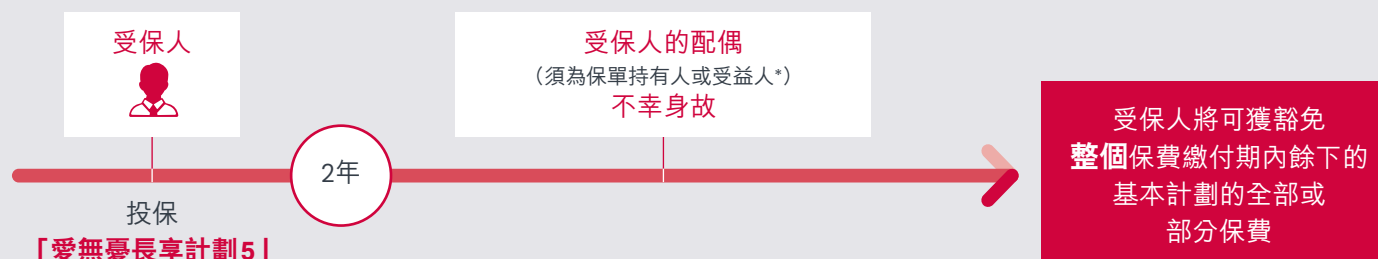 受保人
受保人的配偶
（須為保單持有人或受益人*）
不幸身故
2年
投保
「愛無憂長享計劃5」
受保人將可獲豁免
整個保費繳付期內餘下的
基本計劃的全部或
部分保費